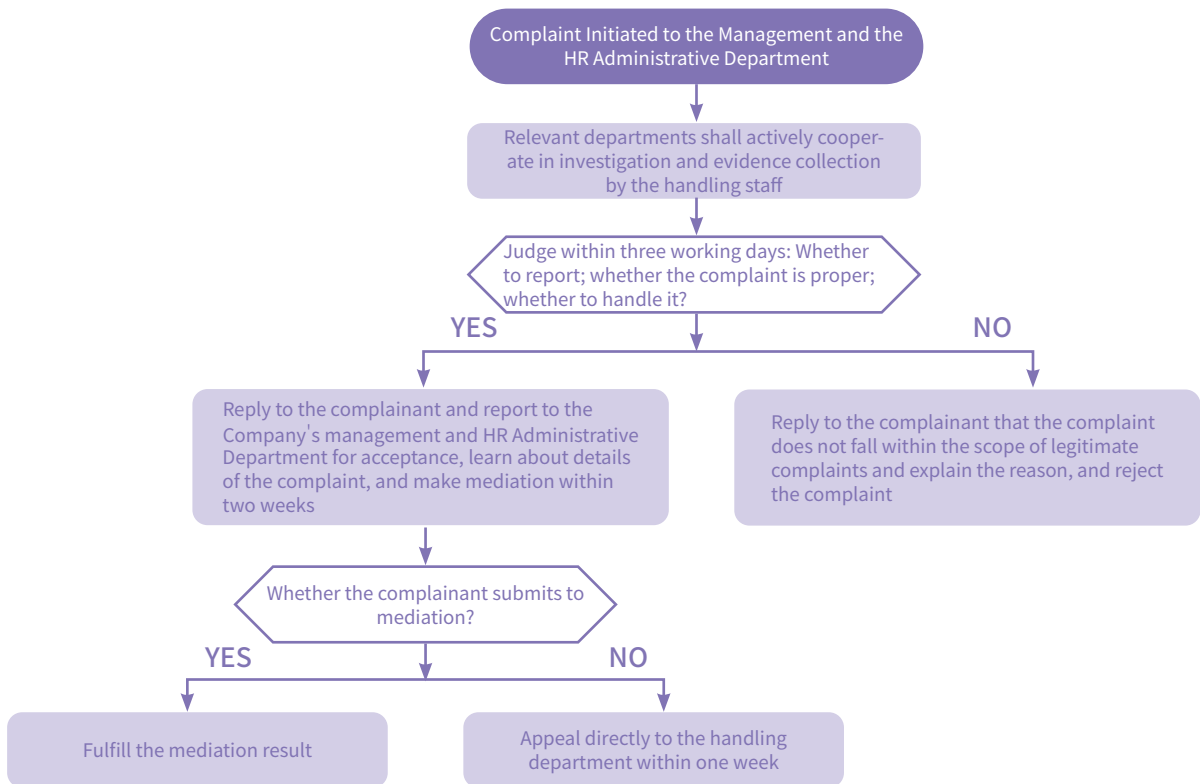 Complaint Initiated to the Management and the
HR Administrative Department
Relevant departments shall actively cooper-
ate in investigation and evidence collection
by the handling staff
Judge within three working days: Whether
to report; whether the complaint is proper;
whether to handle it?
YES
NO
Reply to the complainant and report to the
Company's management and HR Administrative
Department for acceptance, learn about details
of the complaint, and make mediation within
two weeks
Reply to the complainant that the complaint
does not fall within the scope of legitimate
complaints and explain the reason, and reject
the complaint
Whether the complainant submits to
mediation?
YES
NO
Fulfill the mediation result
Appeal directly to the handling
department within one week